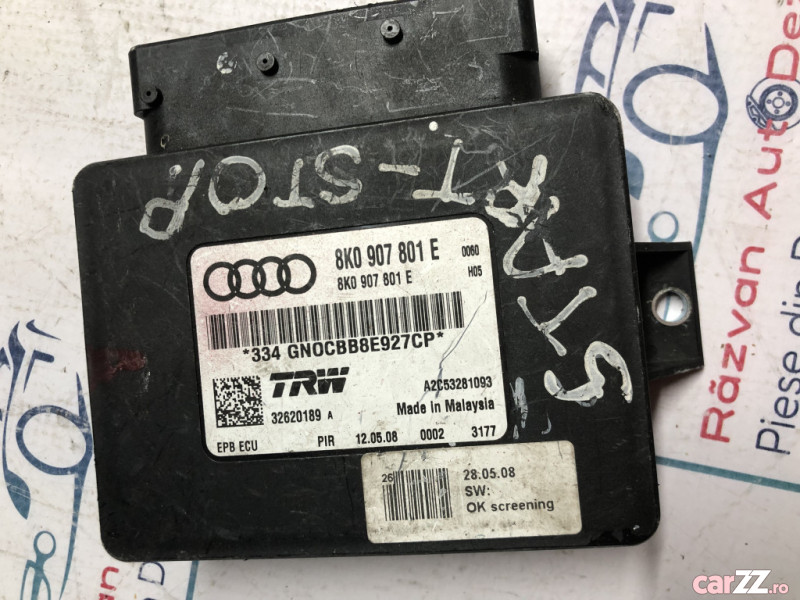 START-STOP
8K0 907 801 E 0060
8K0 907 801 E H05
*334 GN0CBB8E927CP*
TRW A2C53281093
32620189 A Made in Malaysia
EPB ECU PIR 12.05.08 0002 3177
26
28.05.08
SW:
OK screening
Răzvan Auto Dez
Piese din D
carZZ.ro